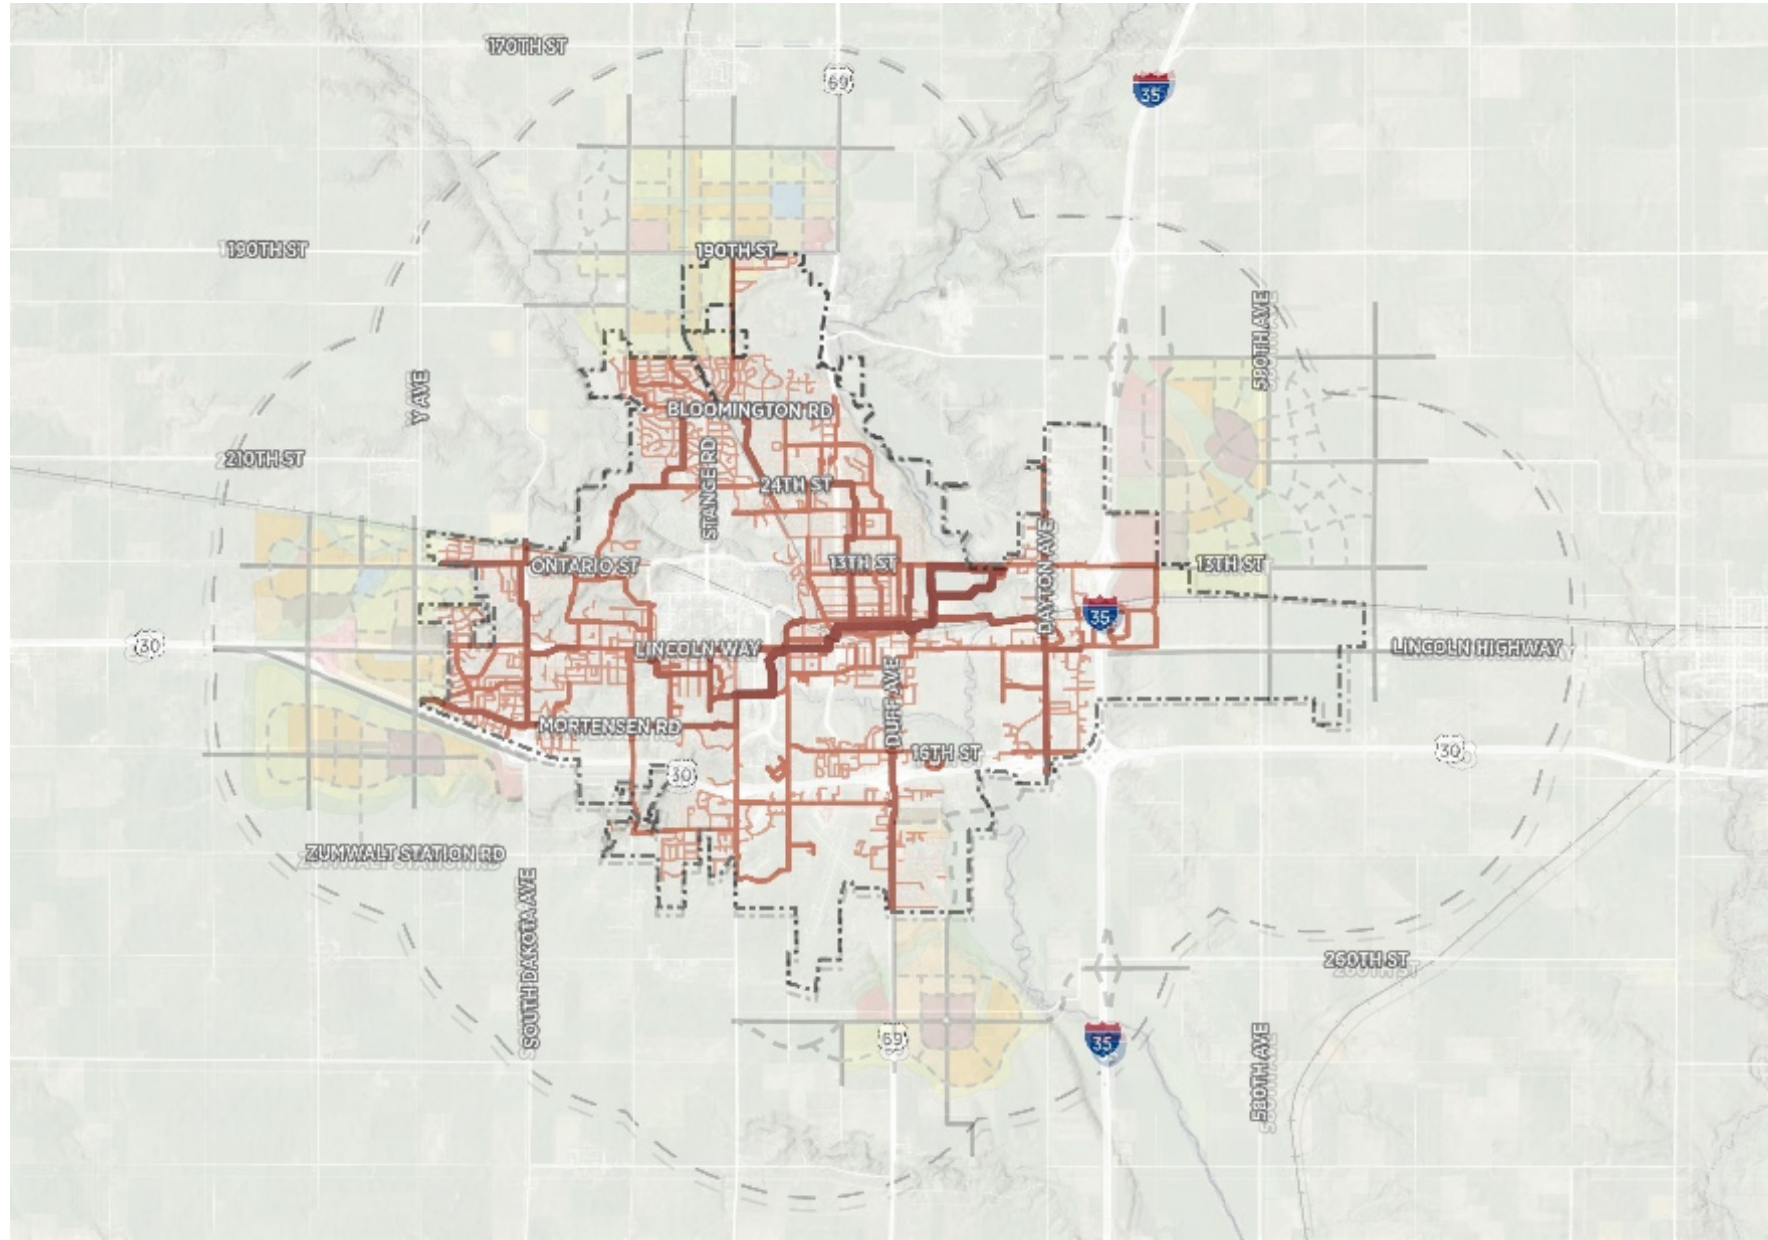 170TH ST
69
35
190TH ST
190TH ST
580TH AVE
Y AVE
BLOOMINGTON RD
210TH ST
STANGE RD
24TH ST
ONTARIO ST
13TH ST
DAYTON AVE
13TH ST
35
30
LINCOLN WAY
LINCOLN HIGHWAY
DUFF AVE
MORTENSEN RD
16TH ST
30
30
ZUMWALT STATION RD
SOUTH DAKOTA AVE
260TH ST
69
35
580TH AVE